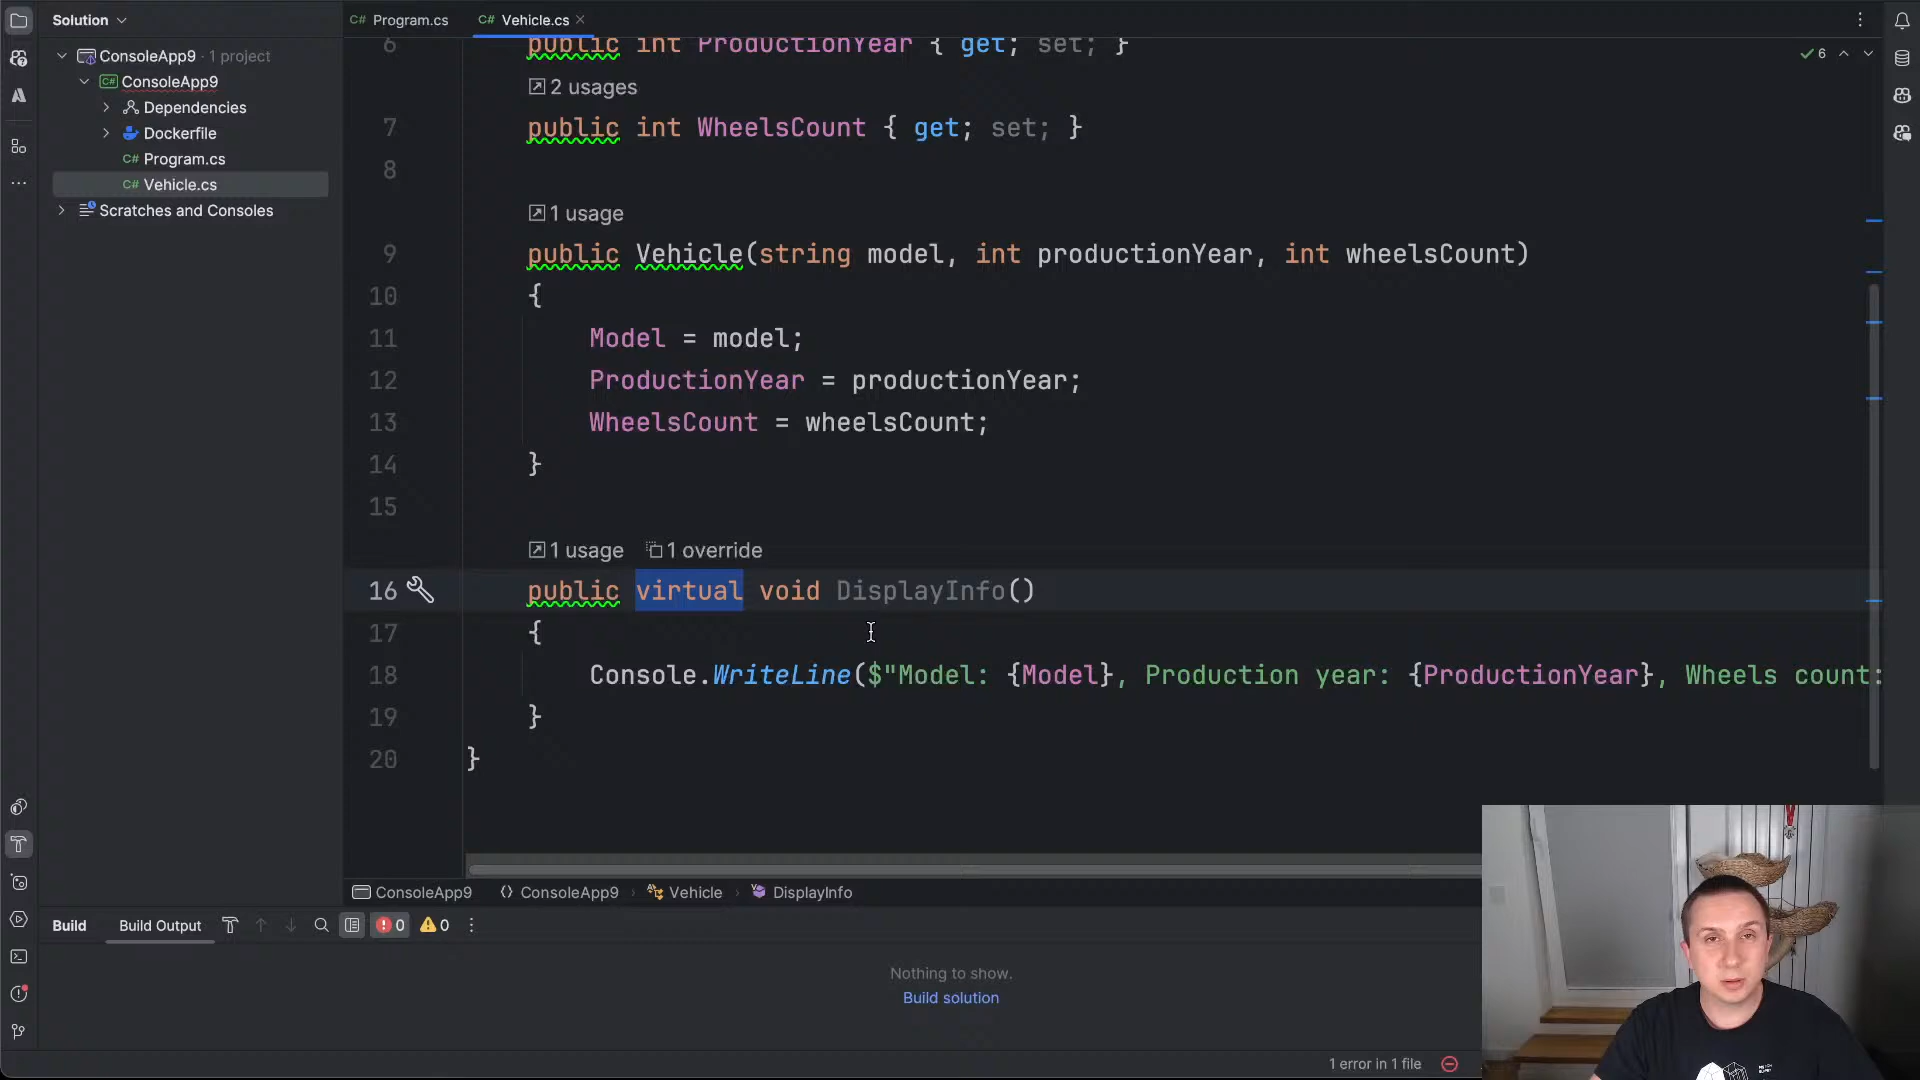 Solution
Program.cs
Vehicle.cs
ConsoleApp9 · 1 project
ConsoleApp9
Dependencies
Dockerfile
C# Program.cs
C# Vehicle.cs
Scratches and Consoles
6 public int ProductionYear { get; set; }
6
2 usages
7 public int WheelsCount { get; set; }
8
1 usage
9 public Vehicle(string model, int productionYear, int wheelsCount)
10 {
11 Model = model;
12 ProductionYear = productionYear;
13 WheelsCount = wheelsCount;
14 }
15
1 usage 1 override
16 public virtual void DisplayInfo()
17 {
18 Console.WriteLine($"Model: {Model}, Production year: {ProductionYear}, Wheels count:
19 }
20 }
ConsoleApp9 ConsoleApp9 Vehicle DisplayInfo
Build Build Output 0 0
Nothing to show.
Build solution
1 error in 1 file